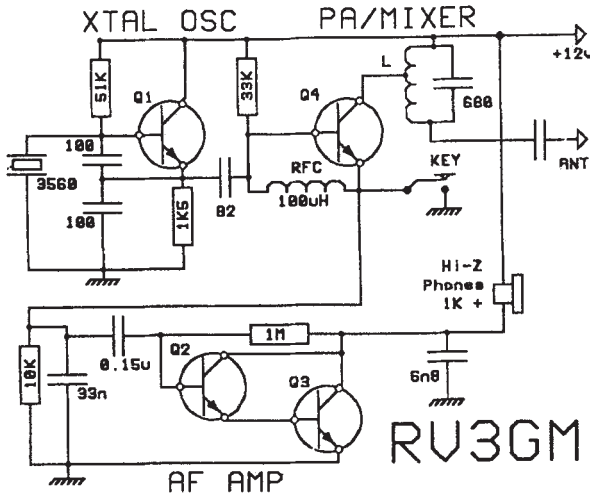 XTAL OSC PA/MIXER
+12v
51K
Q1
33K
Q4
L
680
100
3560
100
1K5
82
RFC
100uH
KEY
ANT
Hi-Z
Phones
1K +
1M
0.15u
Q2
Q3
10K
33n
6n8
AF AMP
RV3GM